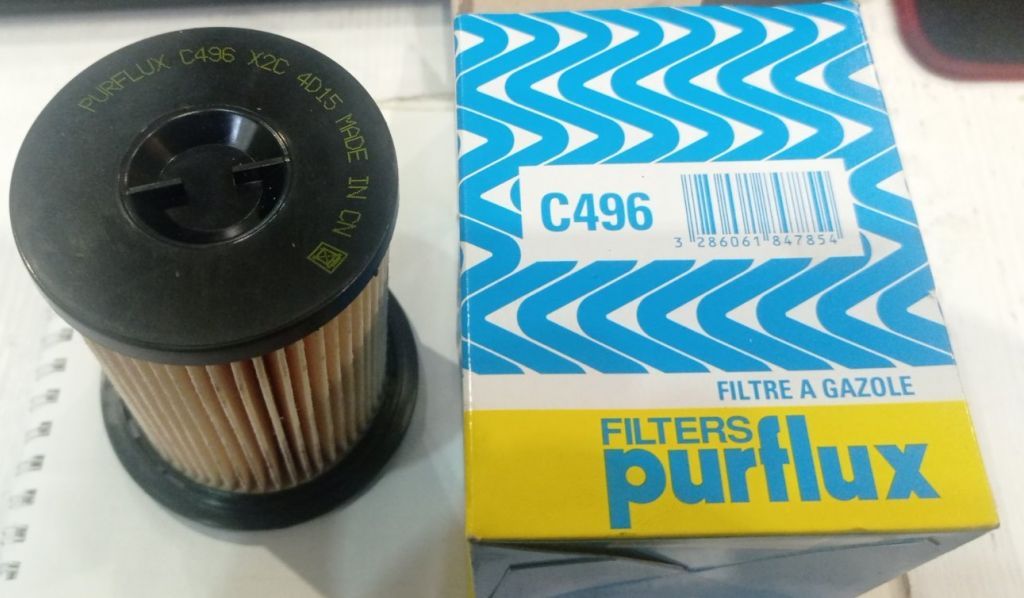 PURFLUX C496 X2C 4D15 MADE IN CN
C496
3 286061 847854
FILTRE A GAZOLE
FILTERS
purflux